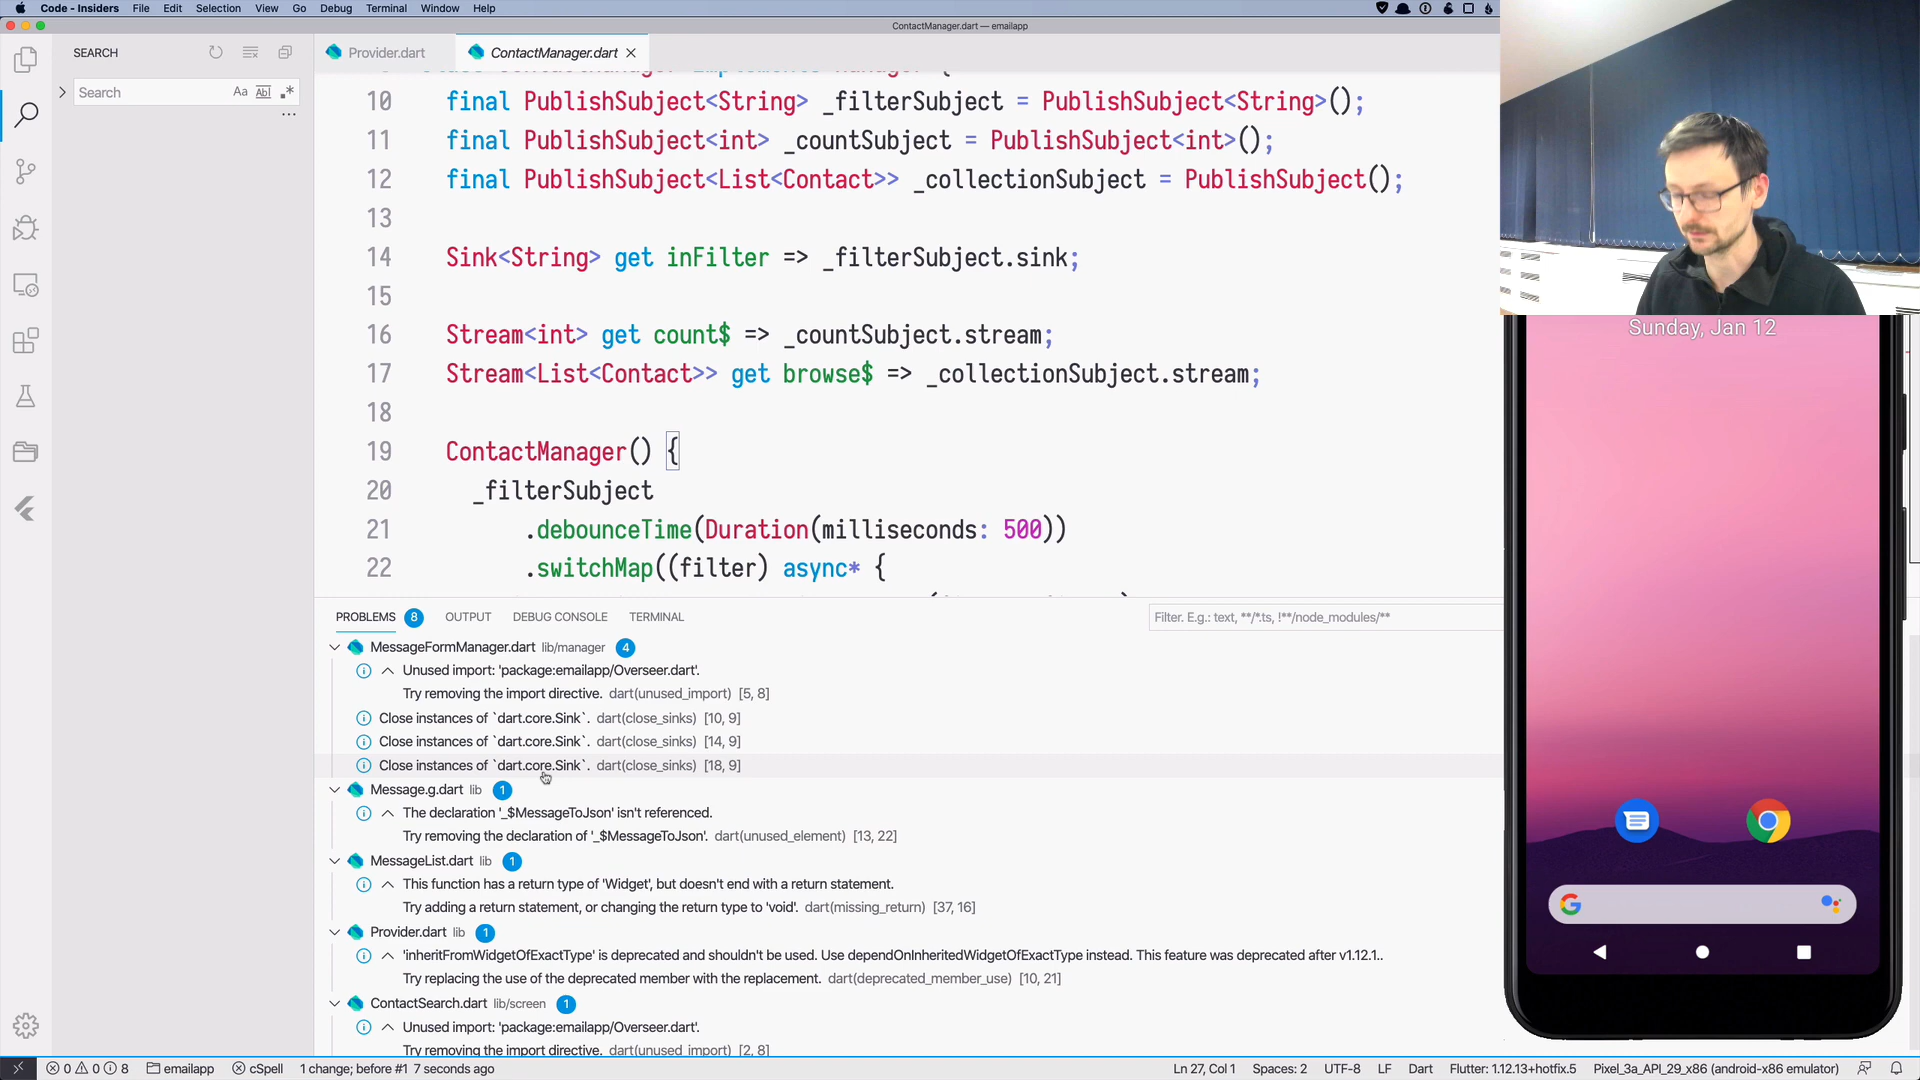 Code - Insiders File Edit Selection View Go Debug Terminal Window Help
ContactManager.dart — emailapp
SEARCH
Provider.dart
ContactManager.dart
Search
Aa
Abl
10 final PublishSubject<String> _filterSubject = PublishSubject<String>();
11 final PublishSubject<int> _countSubject = PublishSubject<int>();
12 final PublishSubject<List<Contact>> _collectionSubject = PublishSubject();
13
14 Sink<String> get inFilter => _filterSubject.sink;
15
16 Stream<int> get count$ => _countSubject.stream;
17 Stream<List<Contact>> get browse$ => _collectionSubject.stream;
18
19 ContactManager() {
20 _filterSubject
21 .debounceTime(Duration(milliseconds: 500))
22 .switchMap((filter) async* {
PROBLEMS 8 OUTPUT DEBUG CONSOLE TERMINAL
Filter. E.g.: text, **/*.ts, !**/node_modules/**
MessageFormManager.dart lib/manager 4
Unused import: 'package:emailapp/Overseer.dart'.
Try removing the import directive. dart(unused_import) [5, 8]
Close instances of `dart.core.Sink`. dart(close_sinks) [10, 9]
Close instances of `dart.core.Sink`. dart(close_sinks) [14, 9]
Close instances of `dart.core.Sink`. dart(close_sinks) [18, 9]
Message.g.dart lib 1
The declaration '_$MessageToJson' isn't referenced.
Try removing the declaration of '_$MessageToJson'. dart(unused_element) [13, 22]
MessageList.dart lib 1
This function has a return type of 'Widget', but doesn't end with a return statement.
Try adding a return statement, or changing the return type to 'void'. dart(missing_return) [37, 16]
Provider.dart lib 1
'inheritFromWidgetOfExactType' is deprecated and shouldn't be used. Use dependOnInheritedWidgetOfExactType instead. This feature was deprecated after v1.12.1..
Try replacing the use of the deprecated member with the replacement. dart(deprecated_member_use) [10, 21]
ContactSearch.dart lib/screen 1
Unused import: 'package:emailapp/Overseer.dart'.
Try removing the import directive. dart(unused_import) [2, 8]
Sunday, Jan 12
0 0 8 emailapp cSpell 1 change; before #1 7 seconds ago
Ln 27, Col 1 Spaces: 2 UTF-8 LF Dart Flutter: 1.12.13+hotfix.5 Pixel_3a_API_29_x86 (android-x86 emulator)